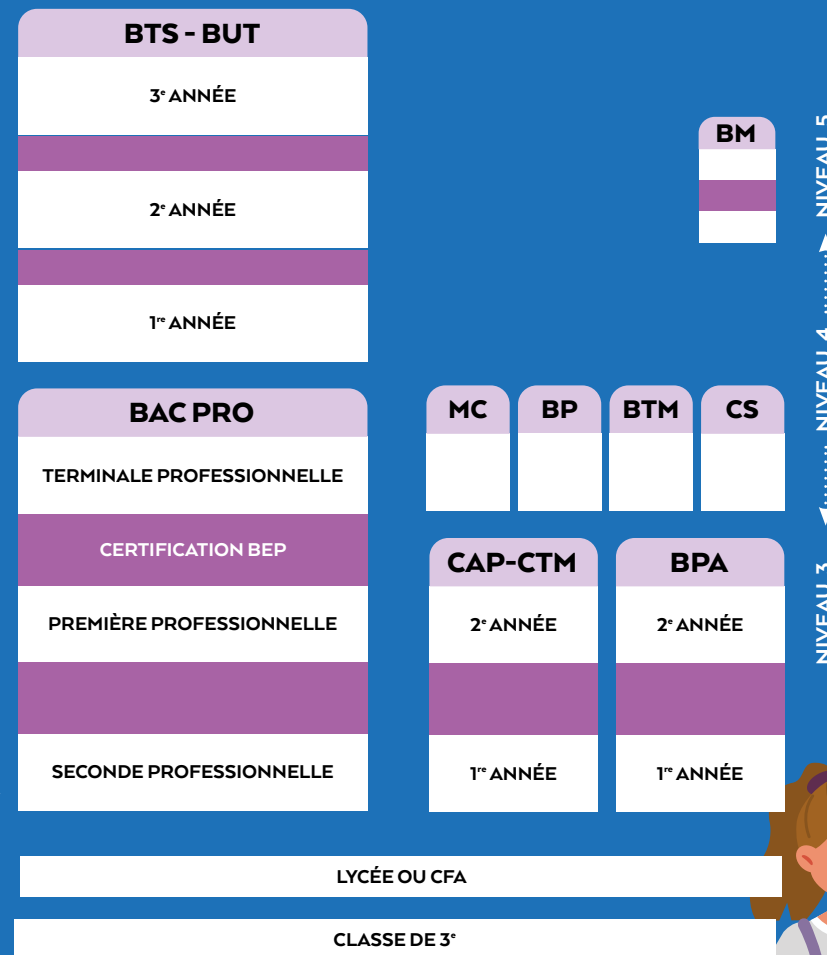 BTS - BUT
3e ANNÉE
2e ANNÉE
1re ANNÉE
BM
NIVEAU 5
NIVEAU 4
NIVEAU 3
BAC PRO
TERMINALE PROFESSIONNELLE
CERTIFICATION BEP
PREMIÈRE PROFESSIONNELLE
SECONDE PROFESSIONNELLE
MC
BP
BTM
CS
CAP-CTM
2e ANNÉE
1re ANNÉE
BPA
2e ANNÉE
1re ANNÉE
LYCÉE OU CFA
CLASSE DE 3e